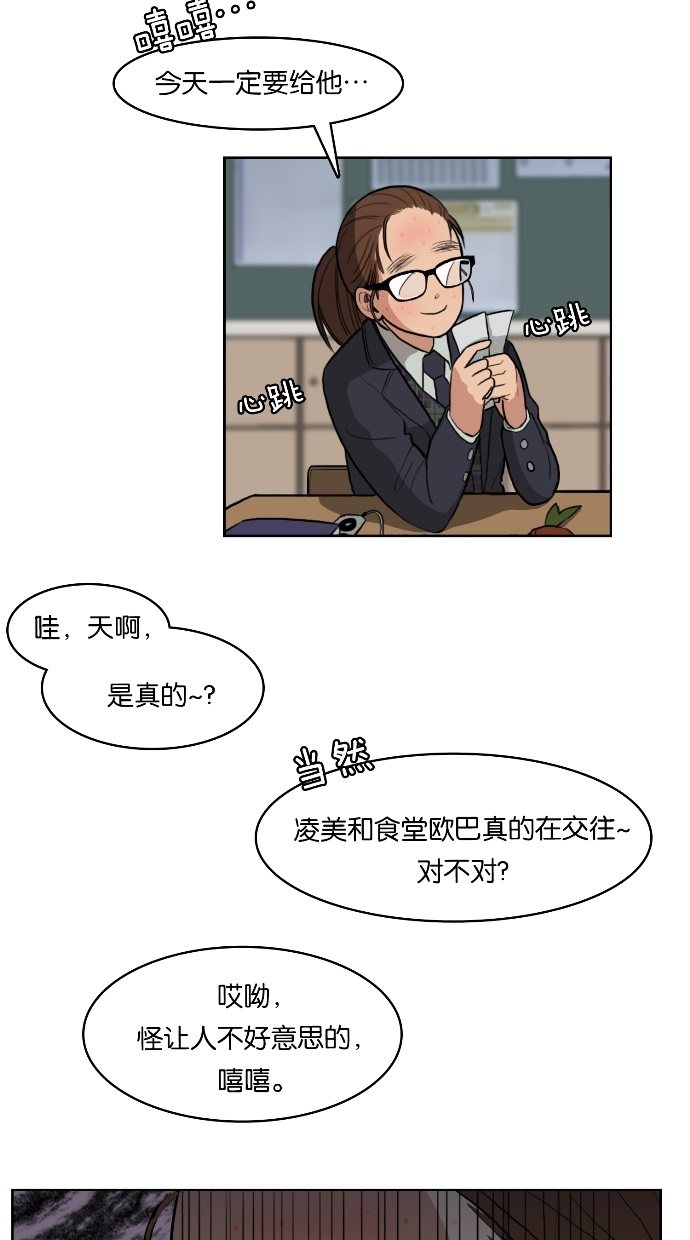 嘻嘻…
今天一定要给他…
心跳
心跳
哇，天啊，
是真的~?
当然
凌美和食堂欧巴真的在交往~
对不对?
哎呦，
怪让人不好意思的，
嘻嘻。